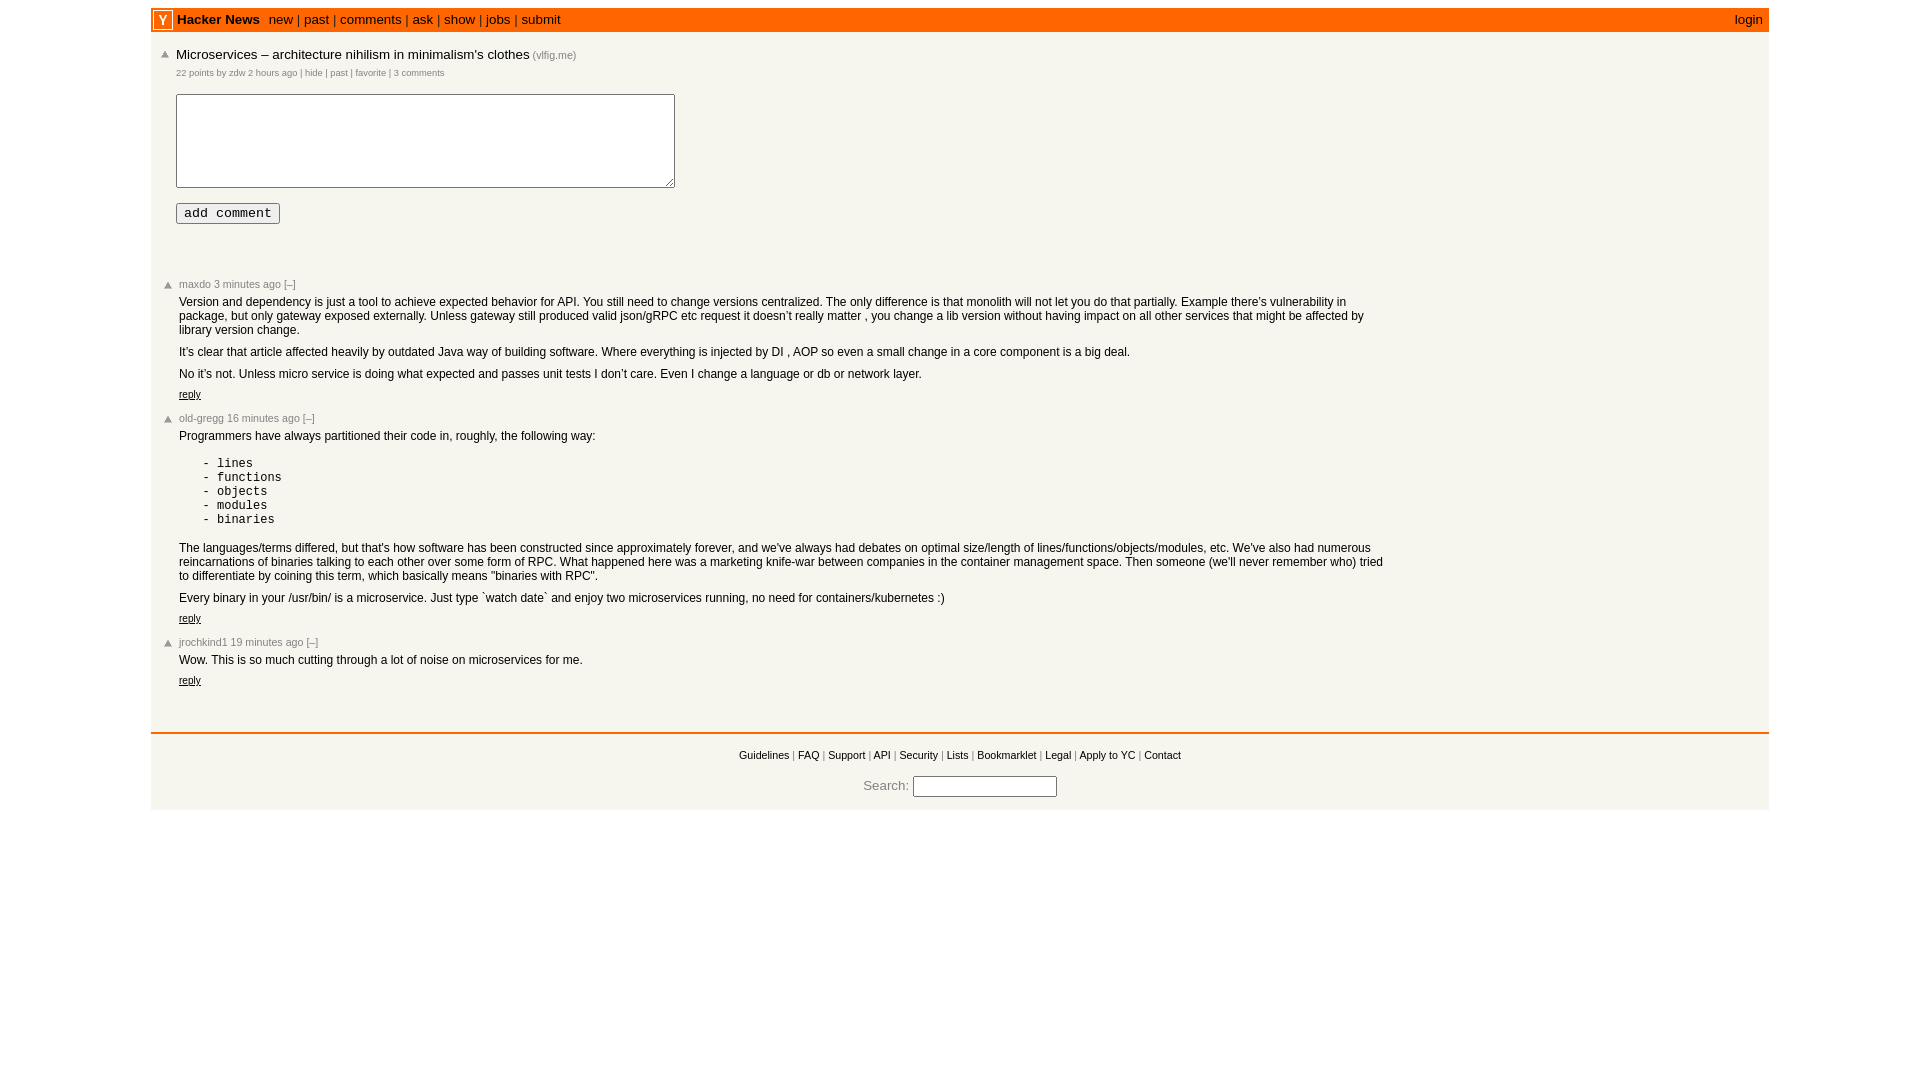 Y Hacker News new | past | comments | ask | show | jobs | submit login
Microservices – architecture nihilism in minimalism's clothes (vlfig.me)
22 points by zdw 2 hours ago | hide | past | favorite | 3 comments
add comment
maxdo 3 minutes ago [–]
Version and dependency is just a tool to achieve expected behavior for API. You still need to change versions centralized. The only difference is that monolith will not let you do that partially. Example there’s vulnerability in
package, but only gateway exposed externally. Unless gateway still produced valid json/gRPC etc request it doesn’t really matter , you change a lib version without having impact on all other services that might be affected by
library version change.
It’s clear that article affected heavily by outdated Java way of building software. Where everything is injected by DI , AOP so even a small change in a core component is a big deal.
No it’s not. Unless micro service is doing what expected and passes unit tests I don’t care. Even I change a language or db or network layer.
reply
old-gregg 16 minutes ago [–]
Programmers have always partitioned their code in, roughly, the following way:
- lines
- functions
- objects
- modules
- binaries
The languages/terms differed, but that's how software has been constructed since approximately forever, and we've always had debates on optimal size/length of lines/functions/objects/modules, etc. We've also had numerous
reincarnations of binaries talking to each other over some form of RPC. What happened here was a marketing knife-war between companies in the container management space. Then someone (we'll never remember who) tried
to differentiate by coining this term, which basically means "binaries with RPC".
Every binary in your /usr/bin/ is a microservice. Just type `watch date` and enjoy two microservices running, no need for containers/kubernetes :)
reply
jrochkind1 19 minutes ago [–]
Wow. This is so much cutting through a lot of noise on microservices for me.
reply
Guidelines | FAQ | Support | API | Security | Lists | Bookmarklet | Legal | Apply to YC | Contact
Search: